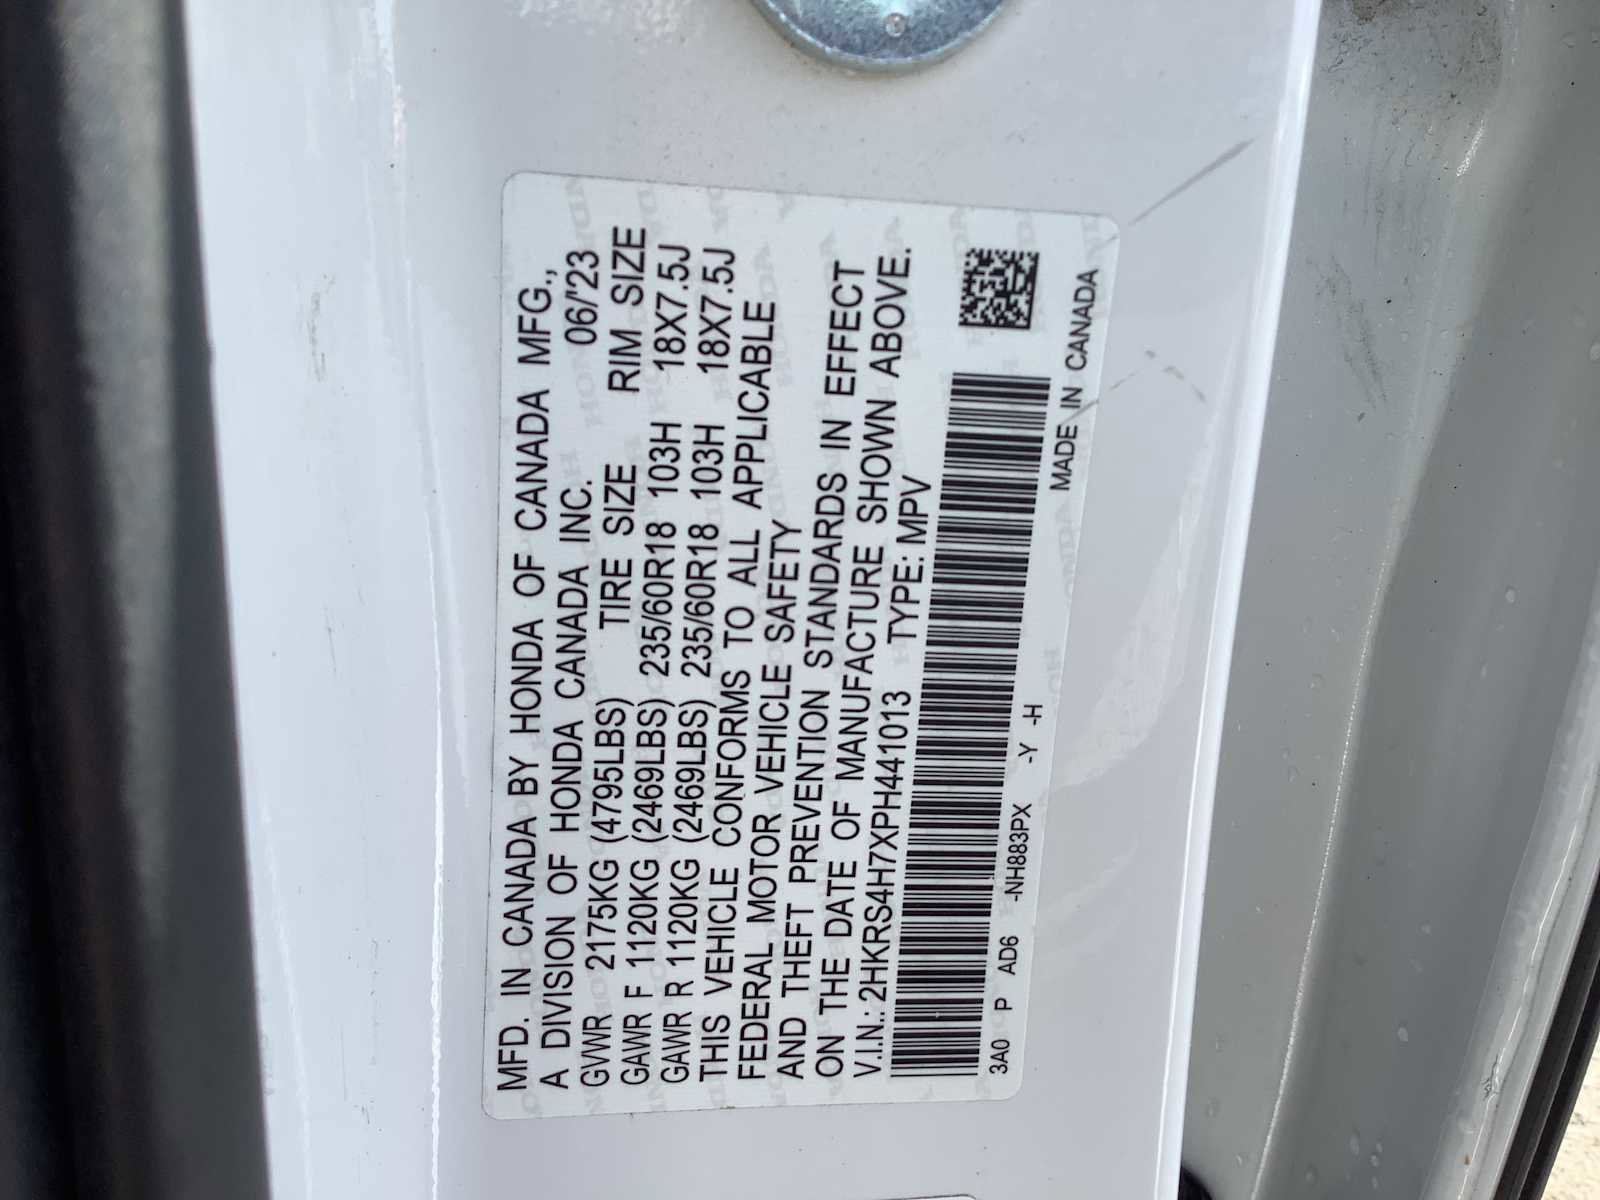 MFD. IN CANADA BY HONDA OF CANADA MFG.,
A DIVISION OF HONDA CANADA INC. 06/'23
GVWR 2175KG (4795LBS) TIRE SIZE RIM SIZE
GAWR F 1120KG (2469LBS) 235/60R18 103H 18X7.5J
GAWR R 1120KG (2469LBS) 235/60R18 103H 18X7.5J
THIS VEHICLE CONFORMS TO ALL APPLICABLE
FEDERAL MOTOR VEHICLE SAFETY
AND THEFT PREVENTION STANDARDS IN EFFECT
ON THE DATE OF MANUFACTURE SHOWN ABOVE.
V.I.N.: 2HKRS4H7XPH441013 TYPE: MPV
3A0 P AD6 -NH883PX -Y -H MADE IN CANADA